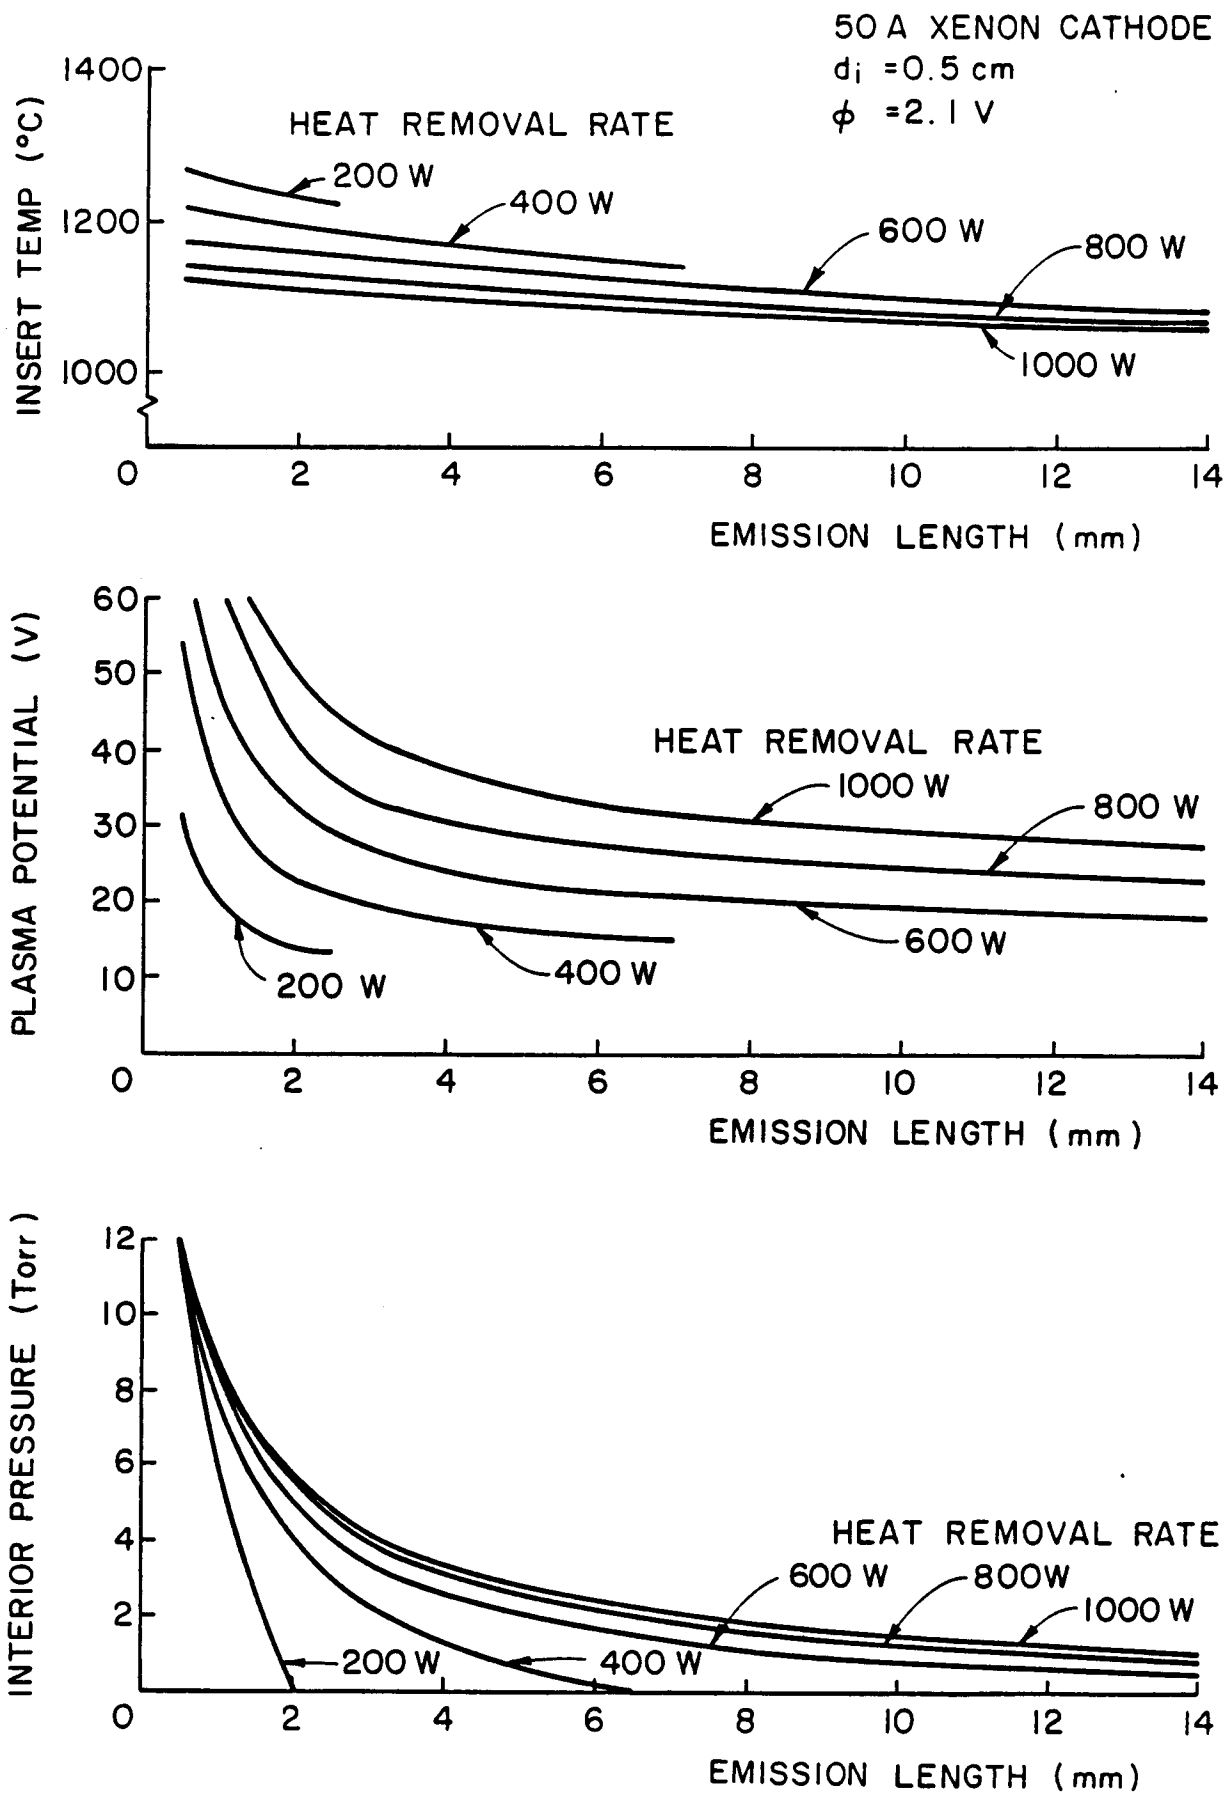 50 A XENON CATHODE
di = 0.5 cm
ϕ = 2.1 V
INSERT TEMP (°C)
1400
1200
1000
HEAT REMOVAL RATE
200 W
400 W
600 W
800 W
1000 W
0 2 4 6 8 10 12 14
EMISSION LENGTH (mm)
PLASMA POTENTIAL (V)
60
50
40
30
20
10
HEAT REMOVAL RATE
1000 W
800 W
600 W
400 W
200 W
0 2 4 6 8 10 12 14
EMISSION LENGTH (mm)
INTERIOR PRESSURE (Torr)
12
10
8
6
4
2
HEAT REMOVAL RATE
600 W
800W
1000 W
200 W
400 W
0 2 4 6 8 10 12 14
EMISSION LENGTH (mm)